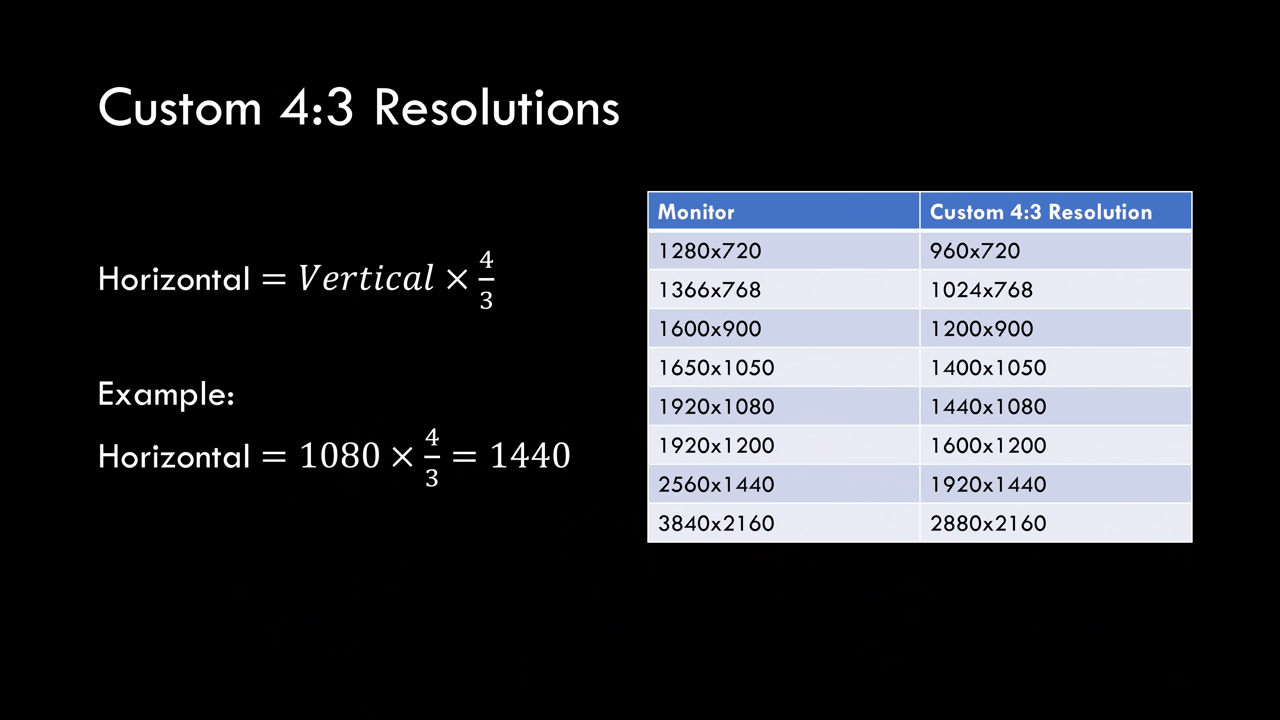 Custom 4:3 Resolutions
Horizontal = Vertical × 4/3
Example:
Horizontal = 1080 × 4/3 = 1440
Monitor Custom 4:3 Resolution
1280x720 960x720
1366x768 1024x768
1600x900 1200x900
1650x1050 1400x1050
1920x1080 1440x1080
1920x1200 1600x1200
2560x1440 1920x1440
3840x2160 2880x2160